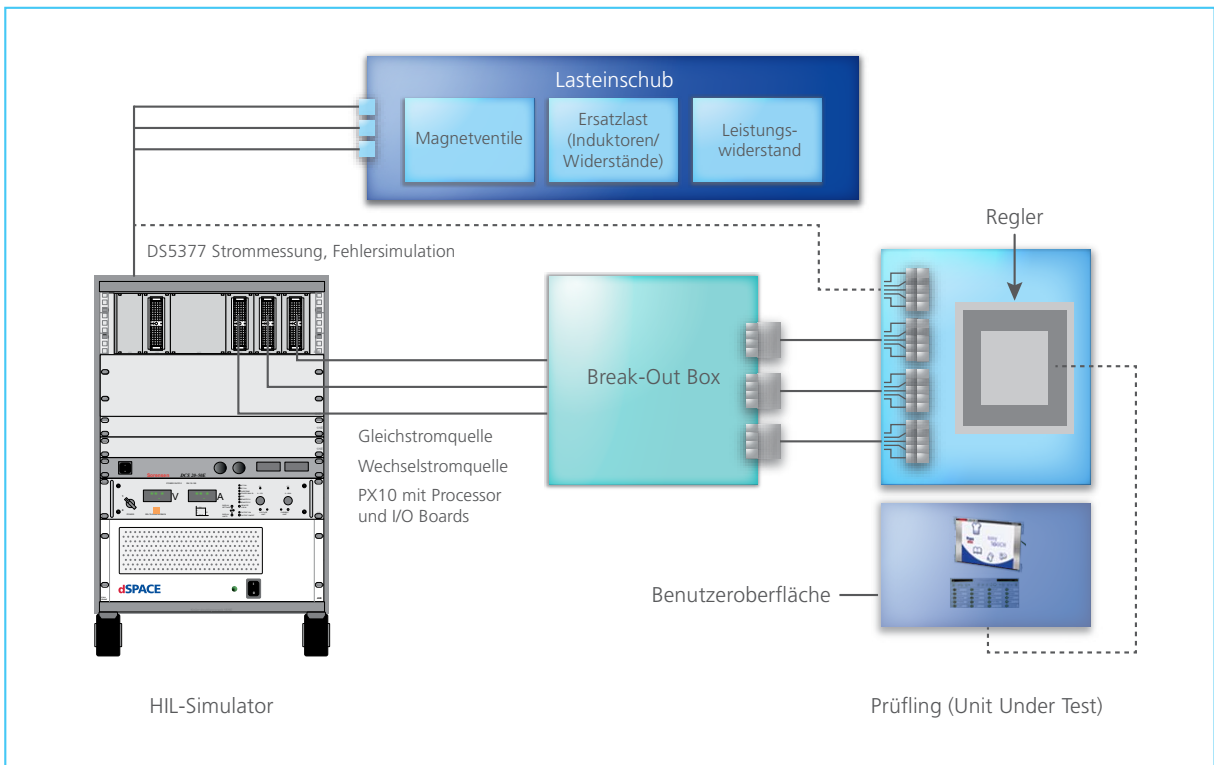 Lasteinschub
Magnetventile
Ersatzlast
(Induktoren/
Widerstände)
Leistungs-
widerstand
DS5377 Strommessung, Fehlersimulation
Regler
Break-Out Box
Gleichstromquelle
Wechselstromquelle
PX10 mit Processor
und I/O Boards
V
A
dSPACE
Benutzeroberfläche
HIL-Simulator
Prüfling (Unit Under Test)